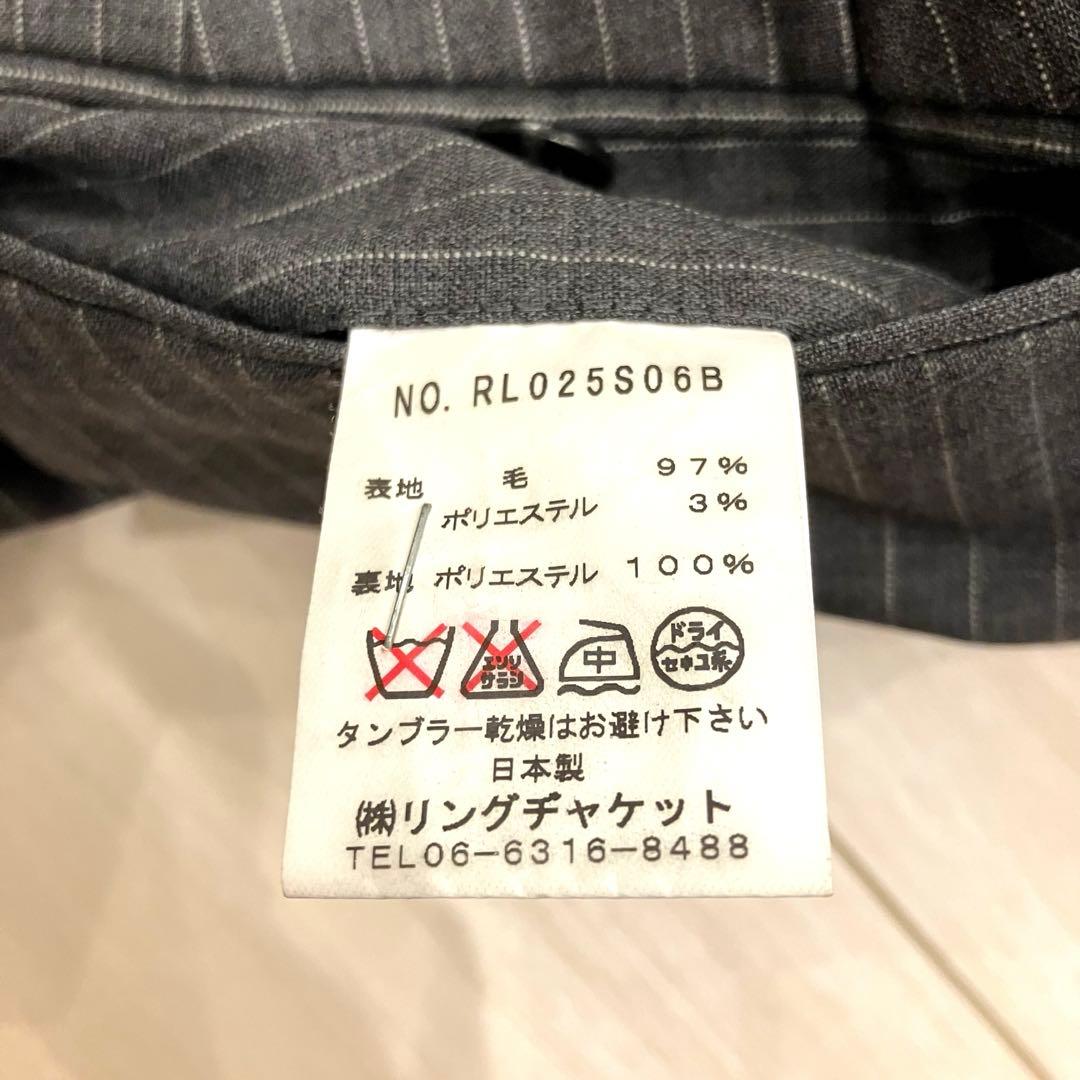 NO. RL025S06B
表地 毛 97%
ポリエステル 3%
裏地 ポリエステル 100%
エンソ サラシ 中 ドライ セキユ系
タンブラー乾燥はお避け下さい
日本製
㈱リングヂャケット
TEL06-6316-8488